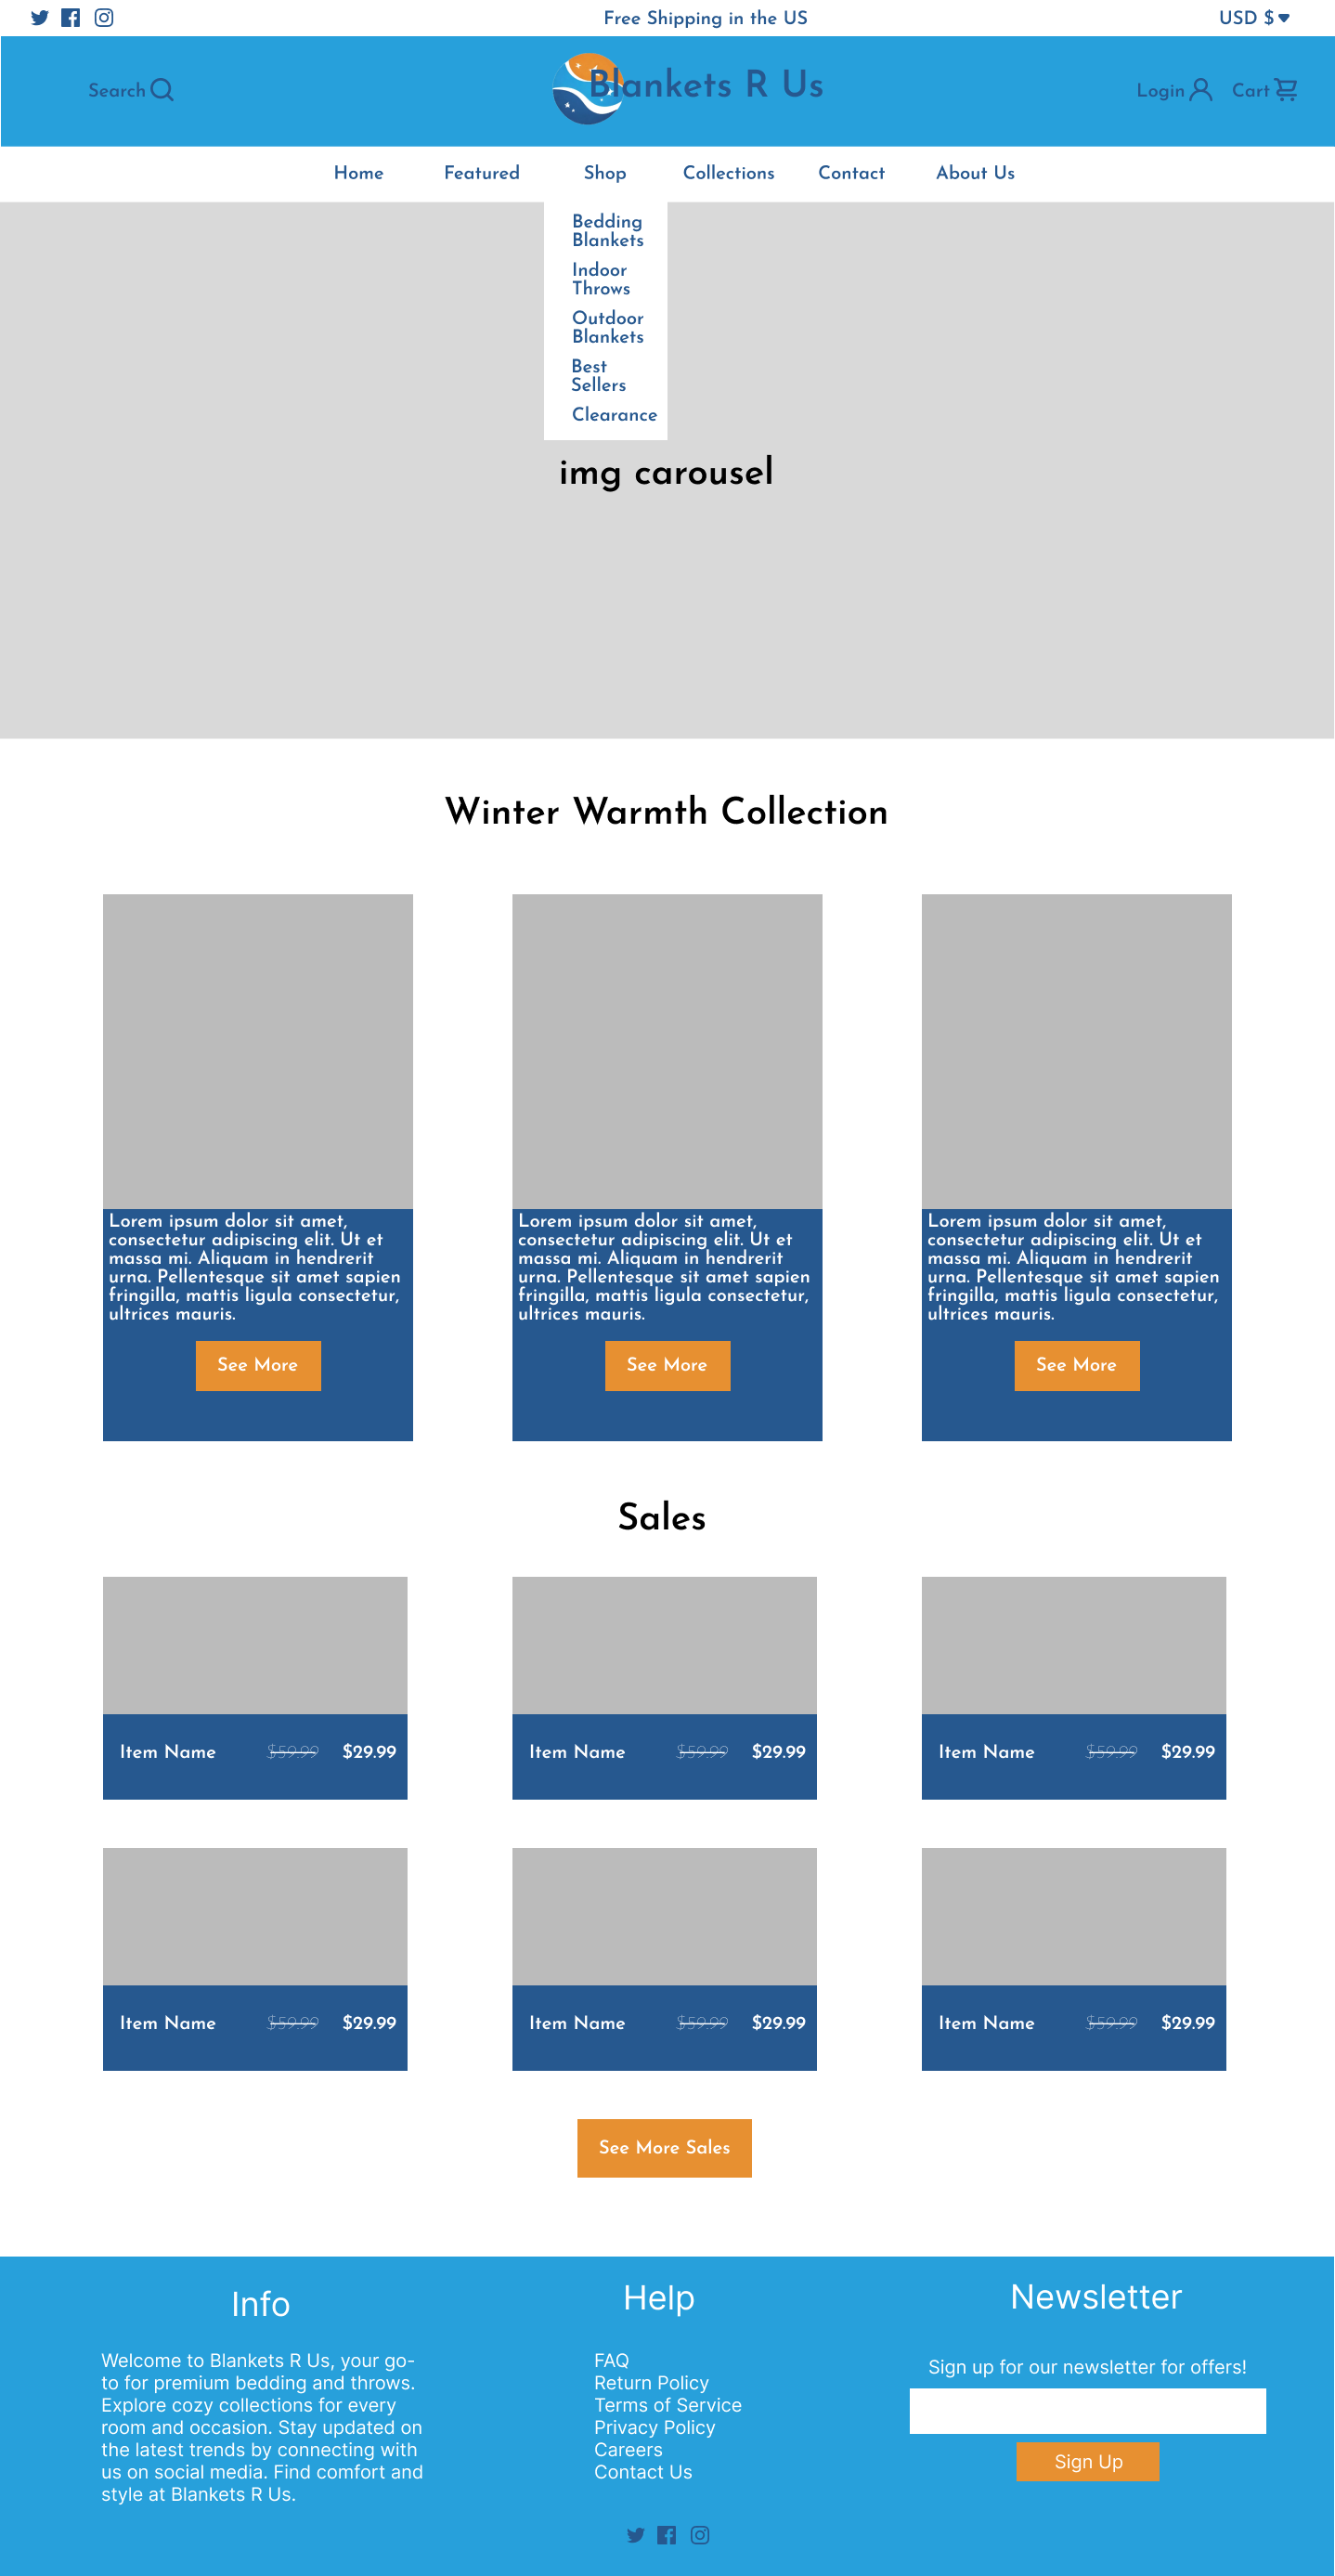 Free Shipping in the US
USD $
Search
Blankets R Us
Login
Cart
Home
Featured
Shop
Collections
Contact
About Us
Bedding
Blankets
Indoor
Throws
Outdoor
Blankets
Best
Sellers
Clearance
img carousel
Winter Warmth Collection
Lorem ipsum dolor sit amet,
consectetur adipiscing elit. Ut et
massa mi. Aliquam in hendrerit
urna. Pellentesque sit amet sapien
fringilla, mattis ligula consectetur,
ultrices mauris.
See More
Lorem ipsum dolor sit amet,
consectetur adipiscing elit. Ut et
massa mi. Aliquam in hendrerit
urna. Pellentesque sit amet sapien
fringilla, mattis ligula consectetur,
ultrices mauris.
See More
Lorem ipsum dolor sit amet,
consectetur adipiscing elit. Ut et
massa mi. Aliquam in hendrerit
urna. Pellentesque sit amet sapien
fringilla, mattis ligula consectetur,
ultrices mauris.
See More
Sales
Item Name $59.99 $29.99
Item Name $59.99 $29.99
Item Name $59.99 $29.99
Item Name $59.99 $29.99
Item Name $59.99 $29.99
Item Name $59.99 $29.99
See More Sales
Info
Welcome to Blankets R Us, your go-
to for premium bedding and throws.
Explore cozy collections for every
room and occasion. Stay updated on
the latest trends by connecting with
us on social media. Find comfort and
style at Blankets R Us.
Help
FAQ
Return Policy
Terms of Service
Privacy Policy
Careers
Contact Us
Newsletter
Sign up for our newsletter for offers!
Sign Up